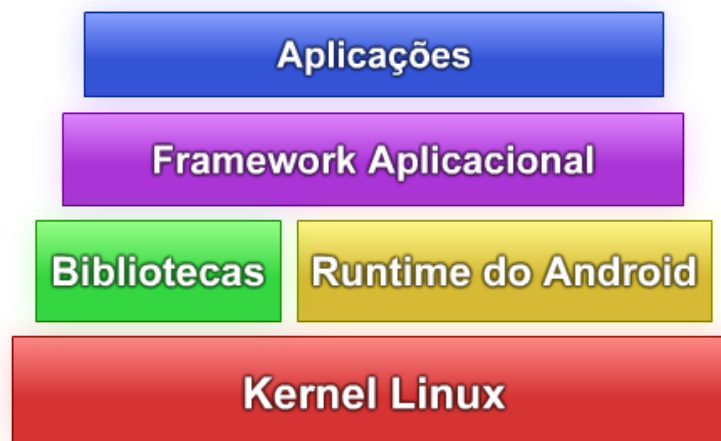 Aplicações
Framework Aplicacional
Bibliotecas
Runtime do Android
Kernel Linux